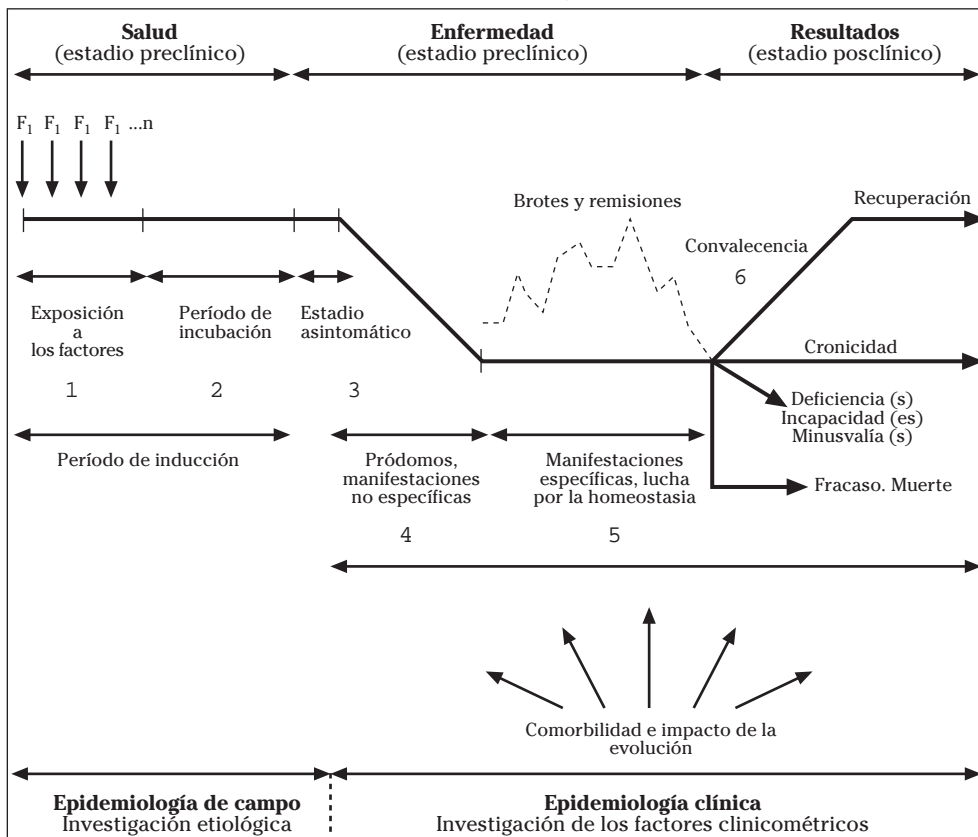 Salud
(estadio preclínico)
Enfermedad
(estadio preclínico)
Resultados
(estadio posclínico)
F1 F1 F1 F1 ...n
Brotes y remisiones
Recuperación
Convalecencia
6
Exposición
a
los factores
1
Período de
incubación
2
Estadio
asintomático
3
Cronicidad
Deficiencia (s)
Incapacidad (es)
Minusvalía (s)
Período de inducción
Pródomos,
manifestaciones
no específicas
4
Manifestaciones
específicas, lucha
por la homeostasia
5
Fracaso. Muerte
Comorbilidad e impacto de la
evolución
Epidemiología de campo
Investigación etiológica
Epidemiología clínica
Investigación de los factores clinicométricos